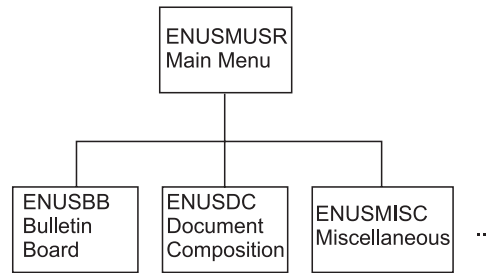 ENUSMUSR
Main Menu
ENUSBB
Bulletin
Board
ENUSDC
Document
Composition
ENUSMISC
Miscellaneous
..